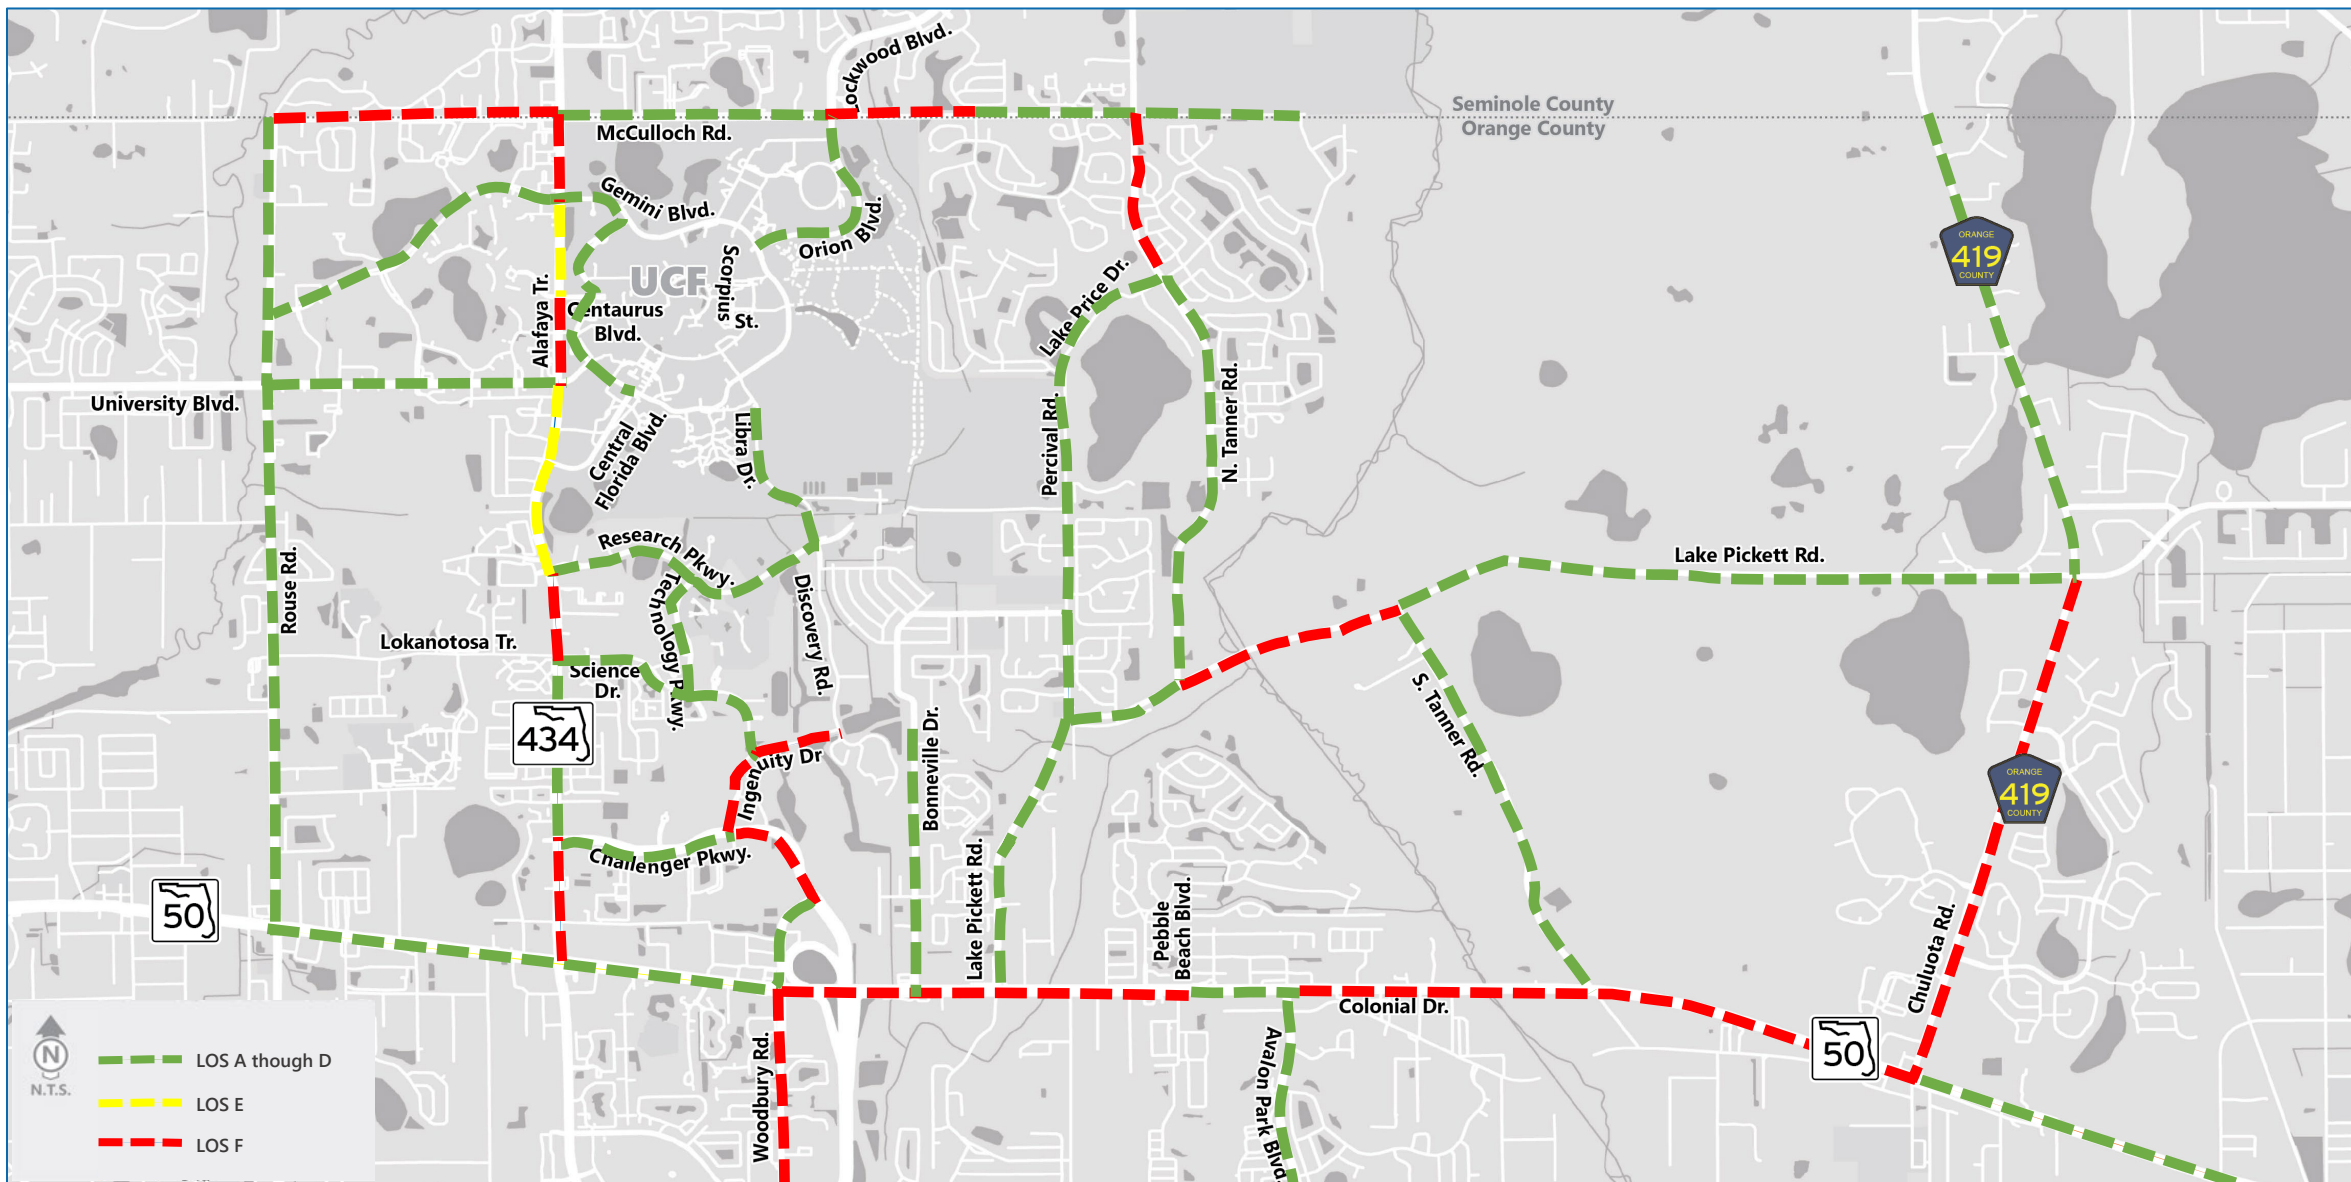 Lockwood Blvd.
Seminole County
Orange County
McCulloch Rd.
Gemini Blvd.
Orion Blvd.
ORANGE
419
COUNTY
UCF
Scorpius
St.
Centaurus
Blvd.
Alafaya Tr.
Lake Price Dr.
University Blvd.
N. Tanner Rd.
Percival Rd.
Libra Dr.
Central
Florida Blvd.
Research Pkwy.
Lake Pickett Rd.
Rouse Rd.
Technology Pkwy.
Discovery Rd.
Lokanotosa Tr.
Science
Dr.
S. Tanner Rd.
434
Bonneville Dr.
Ingenuity Dr
ORANGE
419
COUNTY
Challenger Pkwy.
Lake Pickett Rd.
50
Pebble
Beach Blvd.
Chuluota Rd.
Colonial Dr.
50
Woodbury Rd.
Avalon Park Blvd.
N
N.T.S.
LOS A though D
LOS E
LOS F